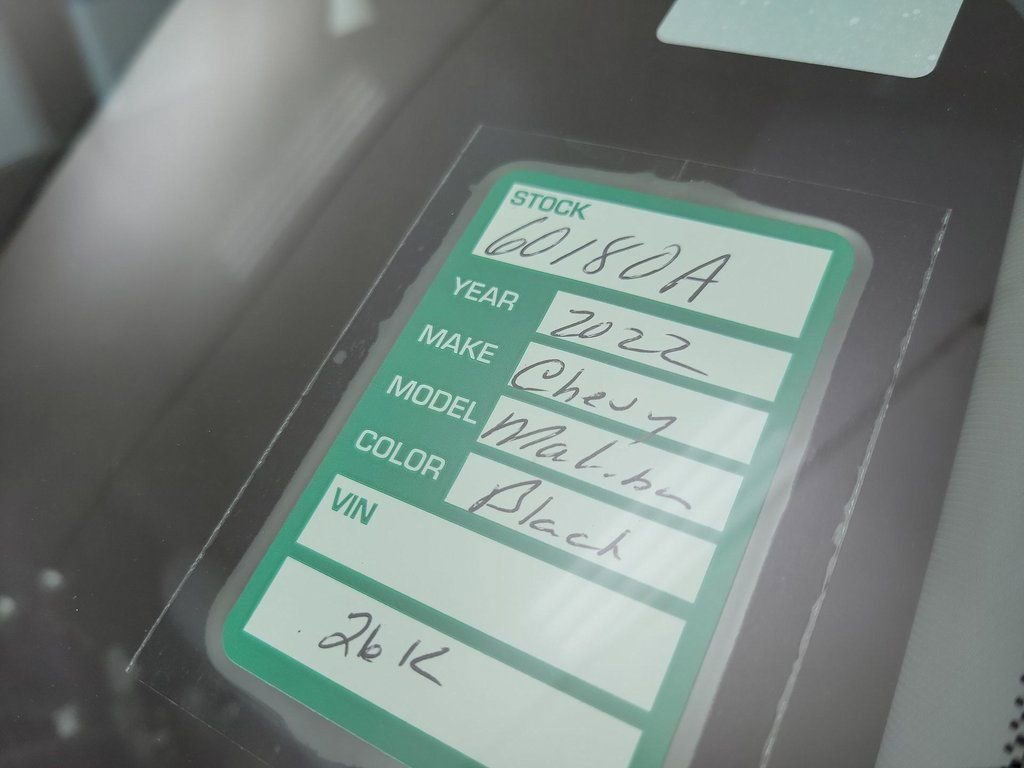 STOCK
60180A
YEAR 2022
MAKE Chevy
MODEL Malibu
COLOR Black
VIN
26K